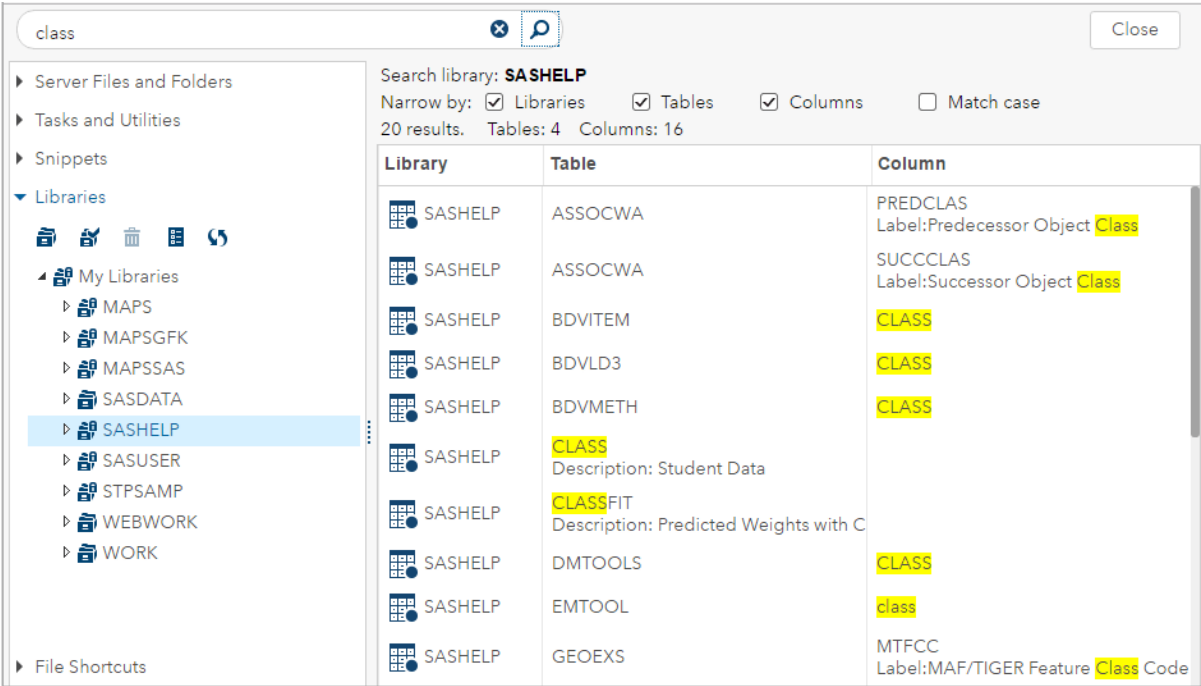 class
Close
Server Files and Folders
Tasks and Utilities
Snippets
Libraries
My Libraries
MAPS
MAPSGFK
MAPSSAS
SASDATA
SASHELP
SASUSER
STPSAMP
WEBWORK
WORK
File Shortcuts
Search library: SASHELP
Narrow by: Libraries Tables Columns Match case
20 results. Tables: 4 Columns: 16
Library Table Column
SASHELP ASSOCWA PREDCLAS
Label:Predecessor Object Class
SASHELP ASSOCWA SUCCCLAS
Label:Successor Object Class
SASHELP BDVITEM CLASS
SASHELP BDVLD3 CLASS
SASHELP BDVMETH CLASS
SASHELP CLASS
Description: Student Data
SASHELP CLASSFIT
Description: Predicted Weights with C
SASHELP DMTOOLS CLASS
SASHELP EMTOOL class
SASHELP GEOEXS MTFCC
Label:MAF/TIGER Feature Class Code